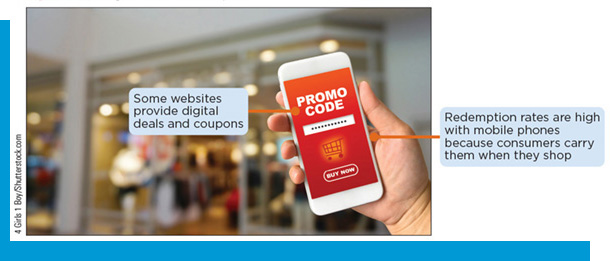 4 Girls 1 Boy/Shutterstock.com
Some websites
provide digital
deals and coupons
PROMO
CODE
••••••••••
BUY NOW
Redemption rates are high
with mobile phones
because consumers carry
them when they shop